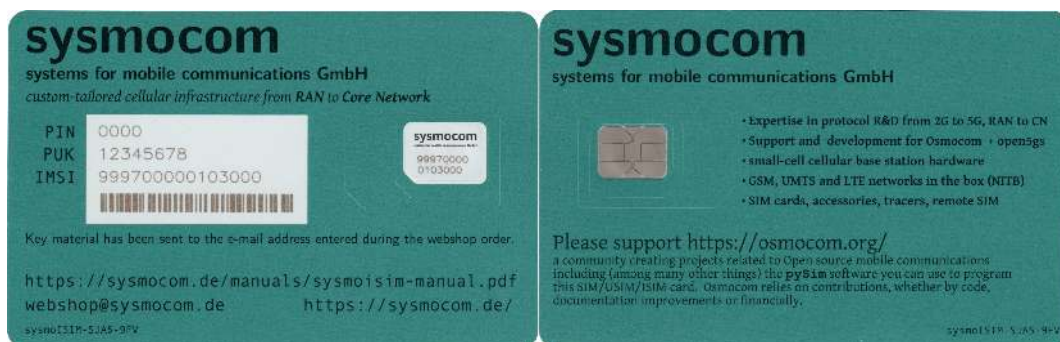 sysmocom
systems for mobile communications GmbH
custom-tailored cellular infrastructure from RAN to Core Network
PIN 0000
PUK 12345678
IMSI 999700000103000
sysmocom
99970000
0103000
Key material has been sent to the e-mail address entered during the webshop order.
https://sysmocom.de/manuals/sysmoisim-manual.pdf
webshop@sysmocom.de https://sysmocom.de/
sysmoISIM-SJA5-9FV
sysmocom
systems for mobile communications GmbH
• Expertise in protocol R&D from 2G to 5G, RAN to CN
• Support and development for Osmocom + open5gs
• small-cell cellular base station hardware
• GSM, UMTS and LTE networks in the box (NITB)
• SIM cards, accessories, tracers, remote SIM
Please support https://osmocom.org/
a community creating projects related to Open source mobile communications
including (among many other things) the pySim software you can use to program
this SIM/USIM/ISIM card. Osmocom relies on contributions, whether by code,
documentation improvements or financially.
sysmoISIM-SJA5-9FV